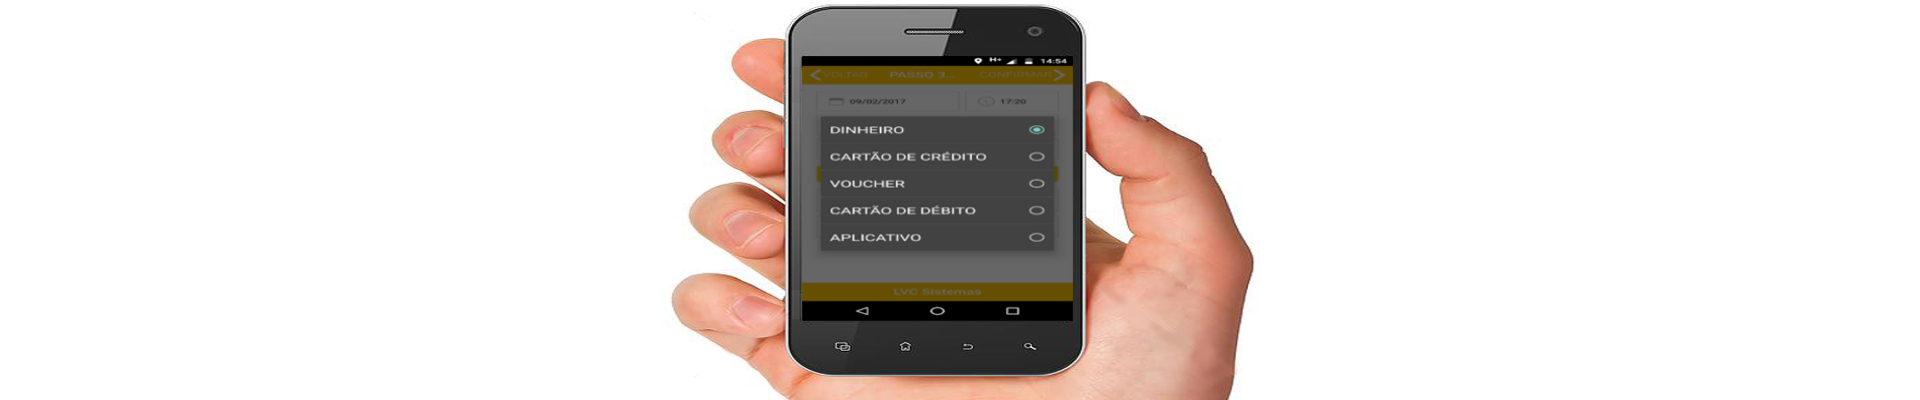 H+ 14:54
VOLTAR PASSO 3... CONFIRMAR
09/02/2017 17:20
DINHEIRO
CARTÃO DE CRÉDITO
VOUCHER
CARTÃO DE DÉBITO
APLICATIVO
LVC Sistemas